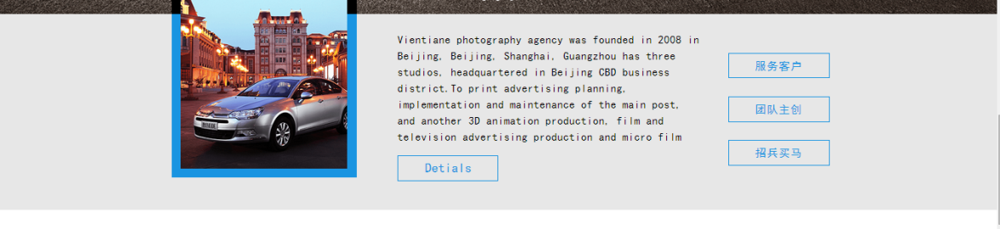 Vientiane photography agency was founded in 2008 in
Beijing, Beijing, Shanghai, Guangzhou has three
studios, headquartered in Beijing CBD business
district.To print advertising planning,
implementation and maintenance of the main post,
and another 3D animation production, film and
television advertising production and micro film
Detials
服务客户
团队主创
招兵买马